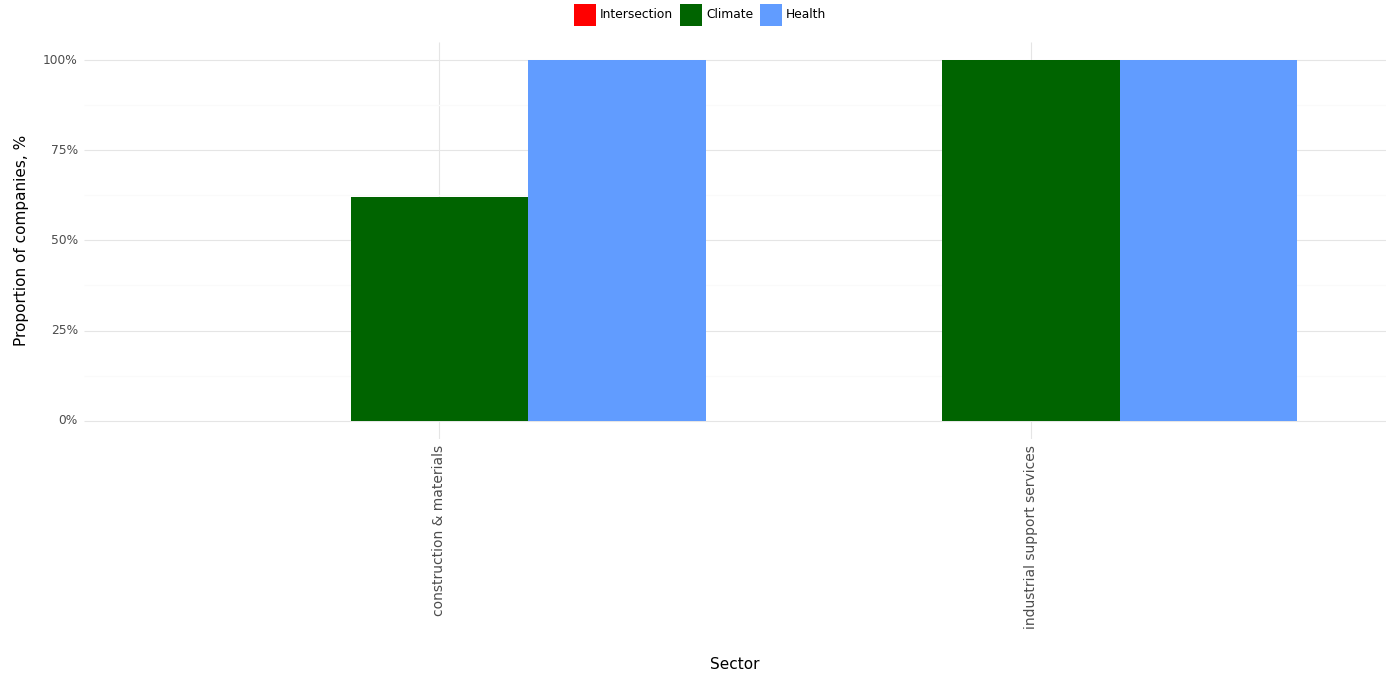 Intersection Climate Health
100%
75%
50%
25%
0%
Proportion of companies, %
construction & materials
industrial support services
Sector